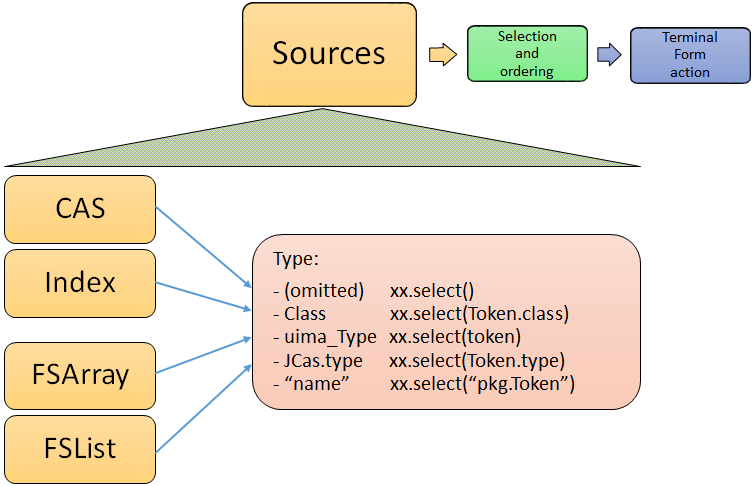 Sources
Selection
and
ordering
Terminal
Form
action
CAS
Index
FSArray
FSList
Type:
- (omitted) xx.select()
- Class xx.select(Token.class)
- uima_Type xx.select(token)
- JCas.type xx.select(Token.type)
- “name” xx.select(“pkg.Token”)